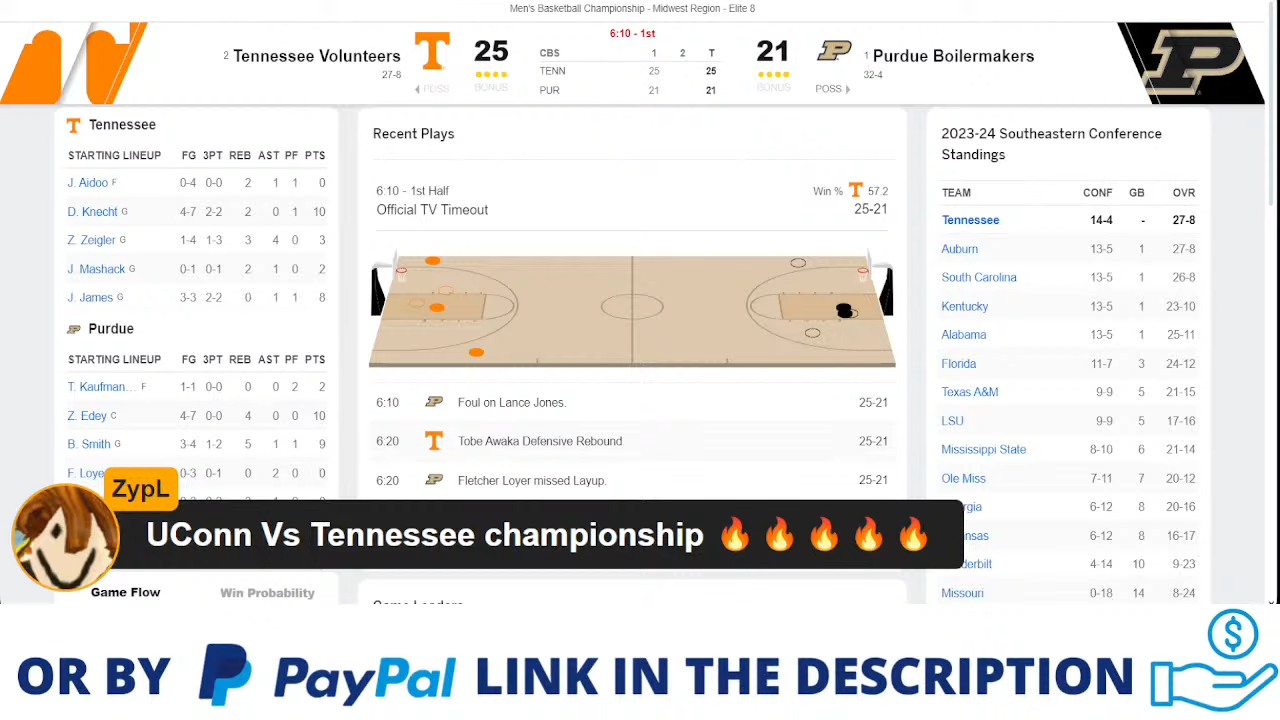 Men's Basketball Championship - Midwest Region - Elite 8
2 Tennessee Volunteers
27-8
T
25
BONUS
POSS
6:10 - 1st
CBS 1 2 T
TENN 25 25
PUR 21 21
21
BONUS
P
POSS
1 Purdue Boilermakers
32-4
P
T Tennessee
STARTING LINEUP FG 3PT REB AST PF PTS
J. Aidoo F 0-4 0-0 2 1 1 0
D. Knecht G 4-7 2-2 2 0 1 10
Z. Zeigler G 1-4 1-3 3 4 0 3
J. Mashack G 0-1 0-1 2 1 0 2
J. James G 3-3 2-2 0 1 1 8
P Purdue
STARTING LINEUP FG 3PT REB AST PF PTS
T. Kaufman... F 1-1 0-0 0 0 2 2
Z. Edey C 4-7 0-0 4 0 0 10
B. Smith G 3-4 1-2 5 1 1 9
F. Loye 0-3 0-1 0 2 0 0
Game Flow Win Probability
Recent Plays
6:10 - 1st Half
Official TV Timeout
Win % T 57.2
25-21
6:10 P Foul on Lance Jones. 25-21
6:20 T Tobe Awaka Defensive Rebound 25-21
6:20 P Fletcher Loyer missed Layup. 25-21
2023-24 Southeastern Conference
Standings
TEAM CONF GB OVR
Tennessee 14-4 - 27-8
Auburn 13-5 1 27-8
South Carolina 13-5 1 26-8
Kentucky 13-5 1 23-10
Alabama 13-5 1 25-11
Florida 11-7 3 24-12
Texas A&M 9-9 5 21-15
LSU 9-9 5 17-16
Mississippi State 8-10 6 21-14
Ole Miss 7-11 7 20-12
rgia 6-12 8 20-16
nsas 6-12 8 16-17
derbilt 4-14 10 9-23
Missouri 0-18 14 8-24
ZypL
UConn Vs Tennessee championship 🔥 🔥 🔥 🔥 🔥
OR BY PayPal LINK IN THE DESCRIPTION
$